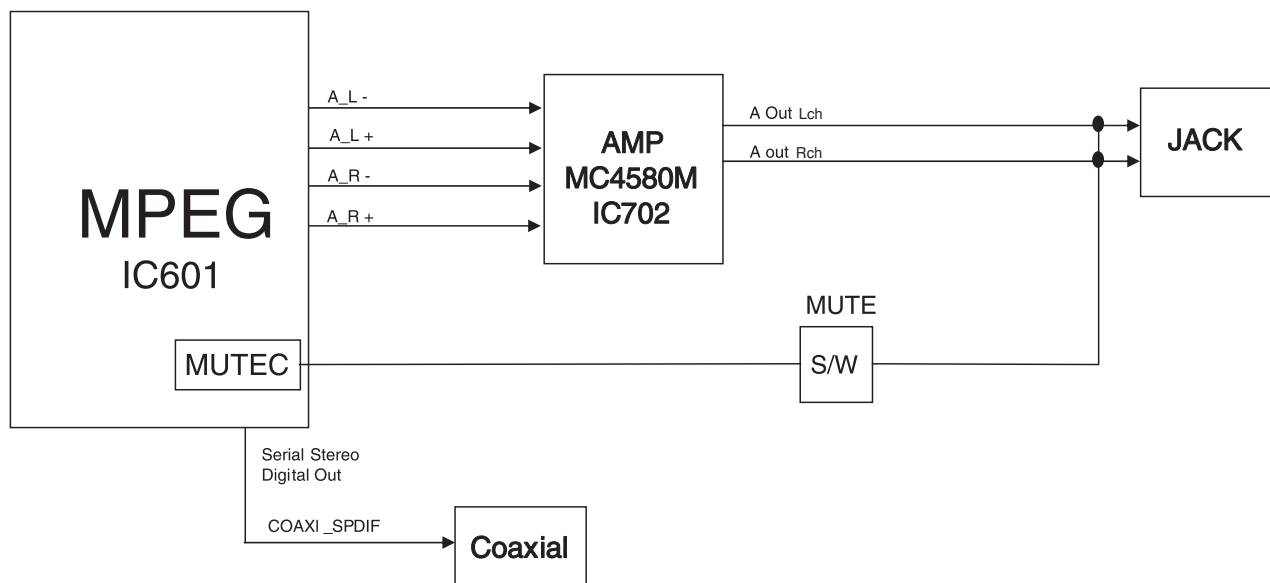 MPEG
IC601
MUTEC
A_L -
A_L +
A_R -
A_R +
AMP
MC4580M
IC702
A Out Lch
A out Rch
JACK
MUTE
S/W
Serial Stereo
Digital Out
COAXI _SPDIF
Coaxial